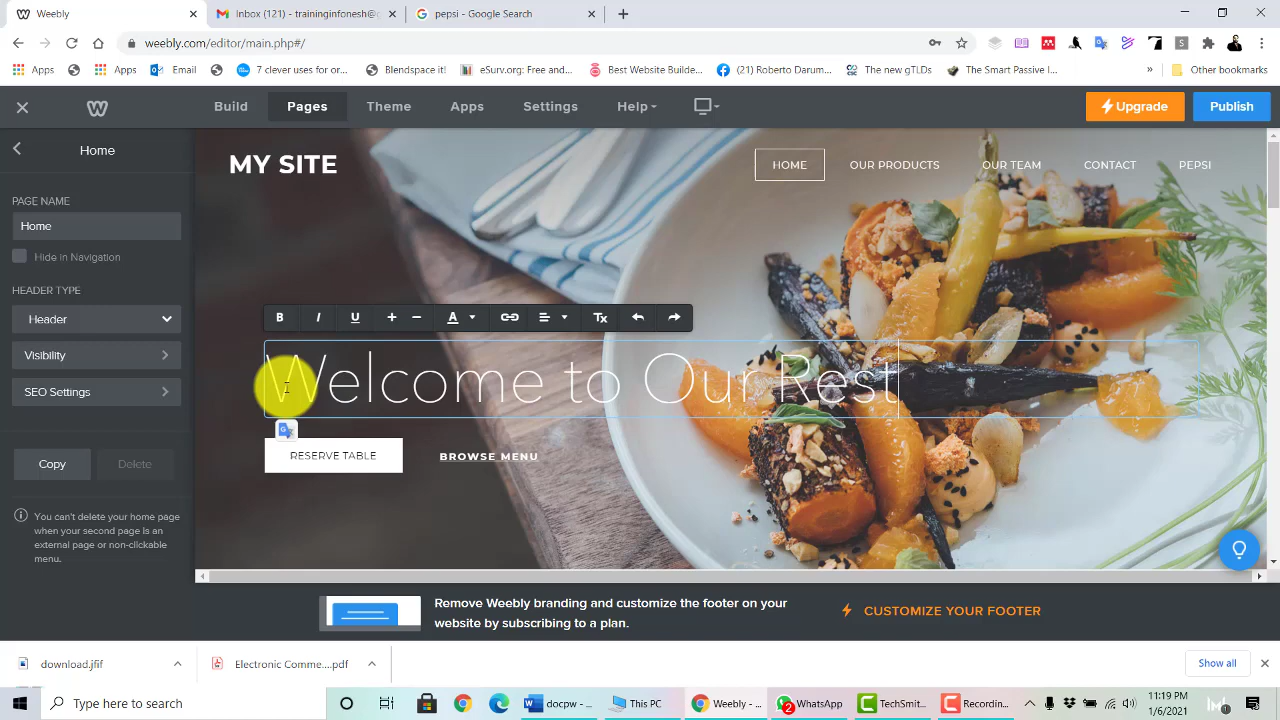 Weebly
Inbox (721) - traininginfonesh@g
pepsi - Google Search
weebly.com/editor/main.php#/
Apps
Apps
Email
7 clever uses for or...
Blendspace it!
Surv.org: Free and...
Best Website Builde...
(21) Roberto Darum...
The new gTLDs
The Smart Passive I...
»
Other bookmarks
Build
Pages
Theme
Apps
Settings
Help
Upgrade
Publish
Home
PAGE NAME
Home
Hide in Navigation
HEADER TYPE
Header
Visibility
SEO Settings
Copy
Delete
You can't delete your home page
when your second page is an
external page or non-clickable
menu.
MY SITE
HOME
OUR PRODUCTS
OUR TEAM
CONTACT
PEPSI
B I U + − A Tx
Welcome to Our Rest
RESERVE TABLE
BROWSE MENU
Remove Weebly branding and customize the footer on your
website by subscribing to a plan.
CUSTOMIZE YOUR FOOTER
download.jfif
Electronic Comme....pdf
Show all
Type here to search
docpw -...
This PC
Weebly -...
2
WhatsApp
TechSmit...
Recordin...
11:19 PM
1/6/2021